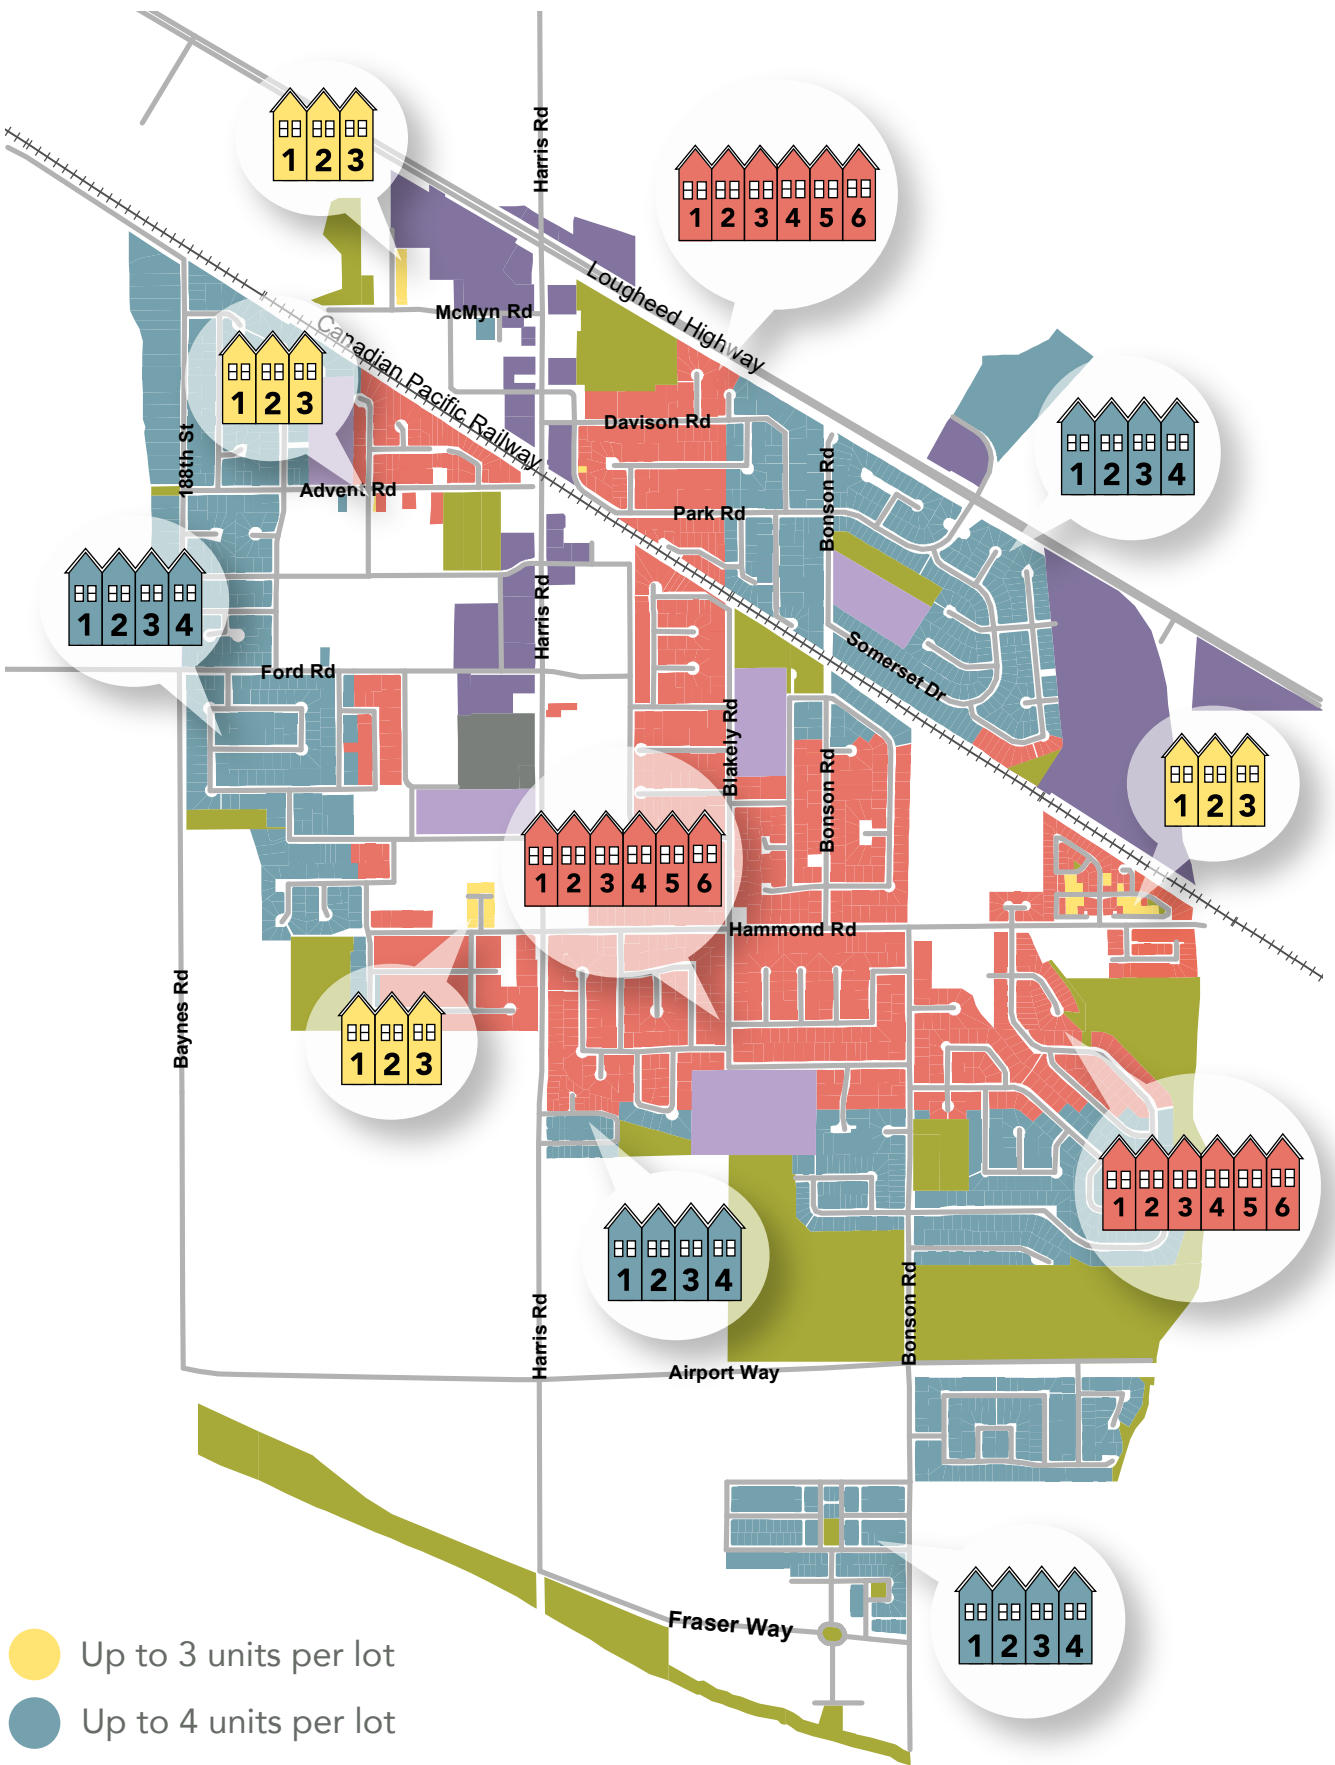 1 2 3
Harris Rd
1 2 3 4 5 6
Lougheed Highway
McMyn Rd
Canadian Pacific Railway
1 2 3
Davison Rd
1 2 3 4
188th St
Bonson Rd
Advent Rd
Park Rd
1 2 3 4
Harris Rd
Somerset Dr
Ford Rd
Blakely Rd
Bonson Rd
1 2 3
1 2 3 4 5 6
Hammond Rd
Baynes Rd
1 2 3
1 2 3 4 5 6
1 2 3 4
Harris Rd
Bonson Rd
Airport Way
Fraser Way
1 2 3 4
Up to 3 units per lot
Up to 4 units per lot